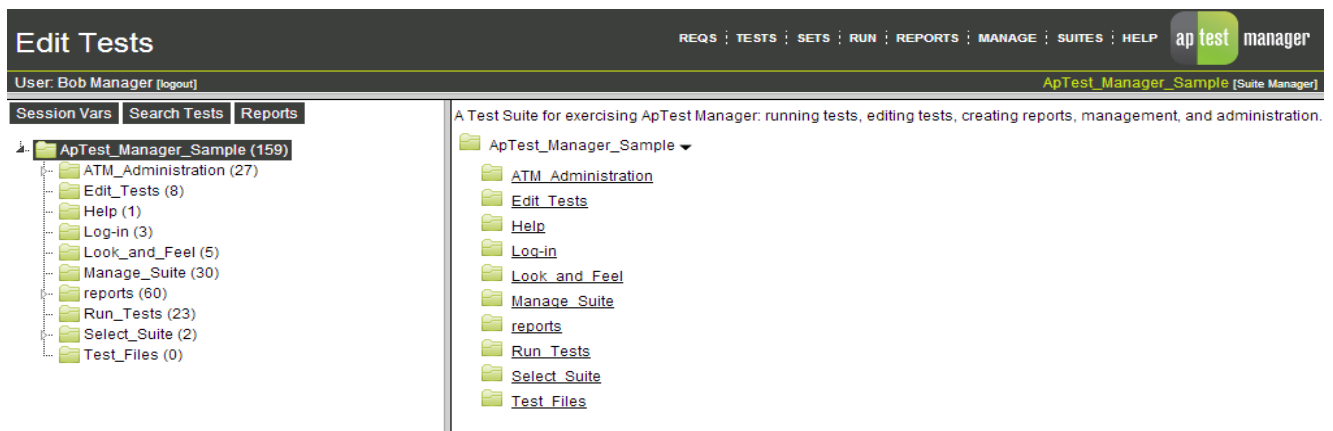 Edit Tests
REQS TESTS SETS RUN REPORTS MANAGE SUITES HELP ap test manager
User: Bob Manager [logout]
ApTest_Manager_Sample [Suite Manager]
Session Vars Search Tests Reports
ApTest_Manager_Sample (159)
ATM_Administration (27)
Edit_Tests (8)
Help (1)
Log-in (3)
Look_and_Feel (5)
Manage_Suite (30)
reports (60)
Run_Tests (23)
Select_Suite (2)
Test_Files (0)
A Test Suite for exercising ApTest Manager: running tests, editing tests, creating reports, management, and administration.
ApTest_Manager_Sample
ATM_Administration
Edit_Tests
Help
Log-in
Look_and_Feel
Manage_Suite
reports
Run_Tests
Select_Suite
Test_Files